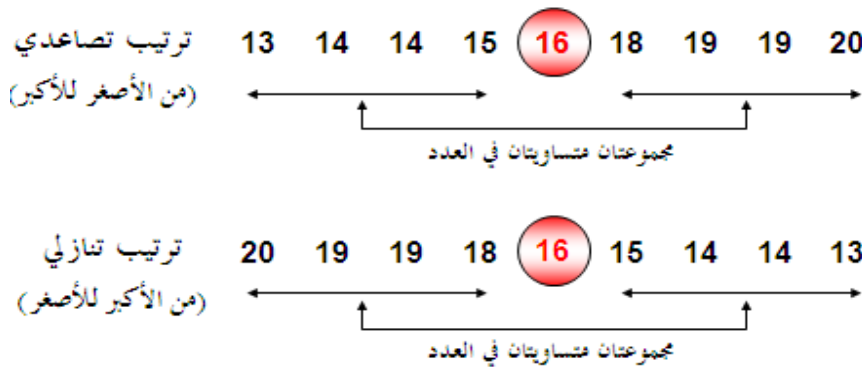 ترتيب تصاعدي 13 14 14 15 16 18 19 19 20
(من الأصغر للأكبر)
مجموعتان متساويتان في العدد
ترتيب تنازلي 20 19 19 18 16 15 14 14 13
(من الأكبر للأصغر)
مجموعتان متساويتان في العدد